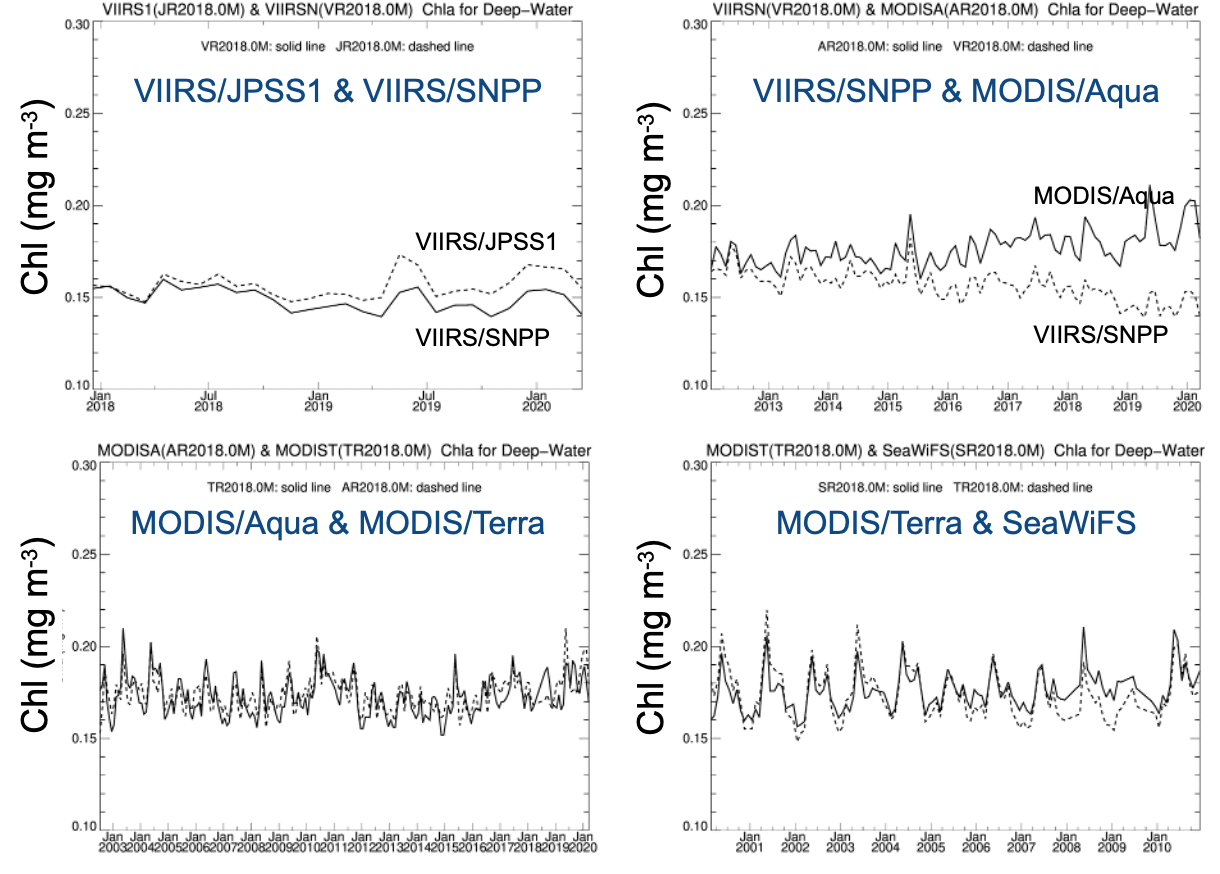 VIIRS1(JR2018.0M) & VIIRSN(VR2018.0M) Chla for Deep-Water
0.30
VR2018.0M: solid line JR2018.0M: dashed line
VIIRS/JPSS1 & VIIRS/SNPP
0.25
Chl (mg m-3)
0.20
VIIRS/JPSS1
0.15
VIIRS/SNPP
0.10
Jan Jul Jan Jul Jan
2018 2018 2019 2019 2020
VIIRSN(VR2018.0M) & MODISA(AR2018.0M) Chla for Deep-Water
0.30
AR2018.0M: solid line VR2018.0M: dashed line
VIIRS/SNPP & MODIS/Aqua
0.25
Chl (mg m-3)
MODIS/Aqua
0.20
0.15
VIIRS/SNPP
0.10
Jan Jan Jan Jan Jan Jan Jan Jan
2013 2014 2015 2016 2017 2018 2019 2020
MODISA(AR2018.0M) & MODIST(TR2018.0M) Chla for Deep-Water
0.30
TR2018.0M: solid line AR2018.0M: dashed line
MODIS/Aqua & MODIS/Terra
0.25
Chl (mg m-3)
0.20
0.15
0.10
Jan Jan Jan Jan Jan Jan Jan Jan Jan Jan Jan Jan Jan Jan Jan Jan Jan Jan
2003 2004 2005 2006 2007 2008 2009 2010 2011 2012 2013 2014 2015 2016 2017 2018 2019 2020
MODIST(TR2018.0M) & SeaWiFS(SR2018.0M) Chla for Deep-Water
0.30
SR2018.0M: solid line TR2018.0M: dashed line
MODIS/Terra & SeaWiFS
0.25
Chl (mg m-3)
0.20
0.15
0.10
Jan Jan Jan Jan Jan Jan Jan Jan Jan Jan
2001 2002 2003 2004 2005 2006 2007 2008 2009 2010